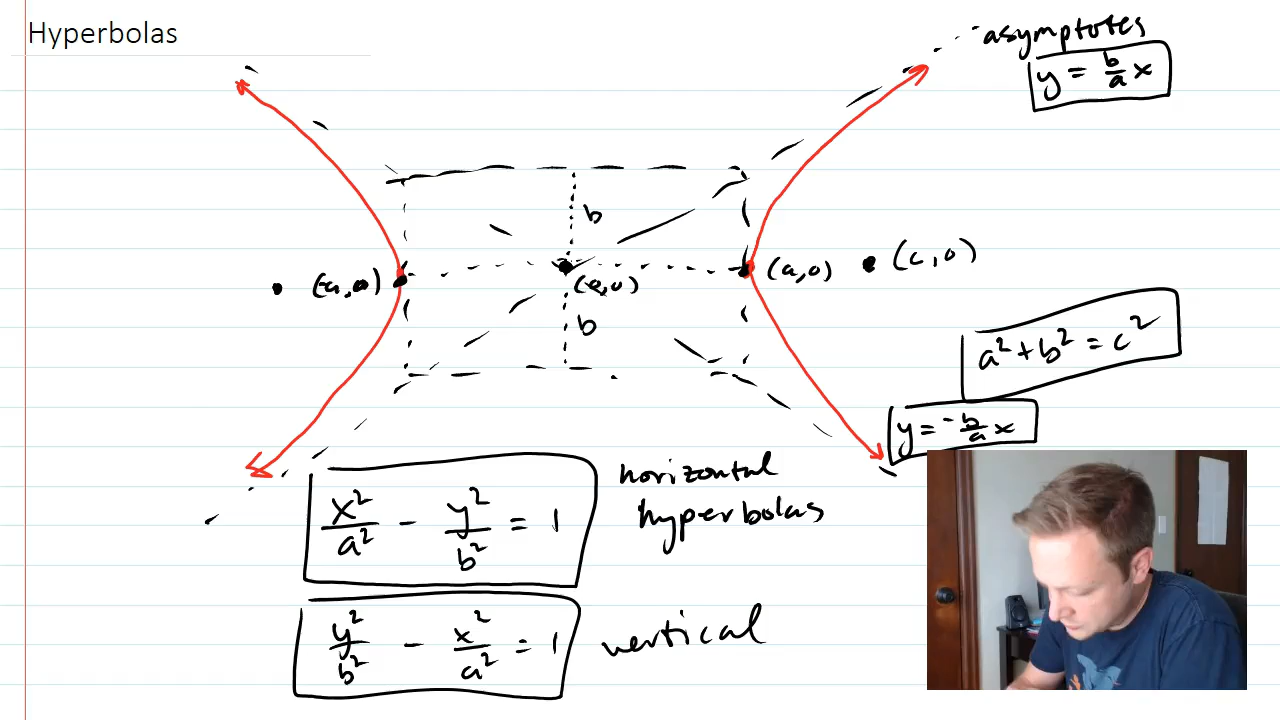 Hyperbolas
asymptotes
y = b/a x
b
(-a,0)
(0,0)
(a,0)
(c,0)
b
a² + b² = c²
y = -b/a x
x²/a² - y²/b² = 1
horizontal
hyperbolas
y²/b² - x²/a² = 1
vertical